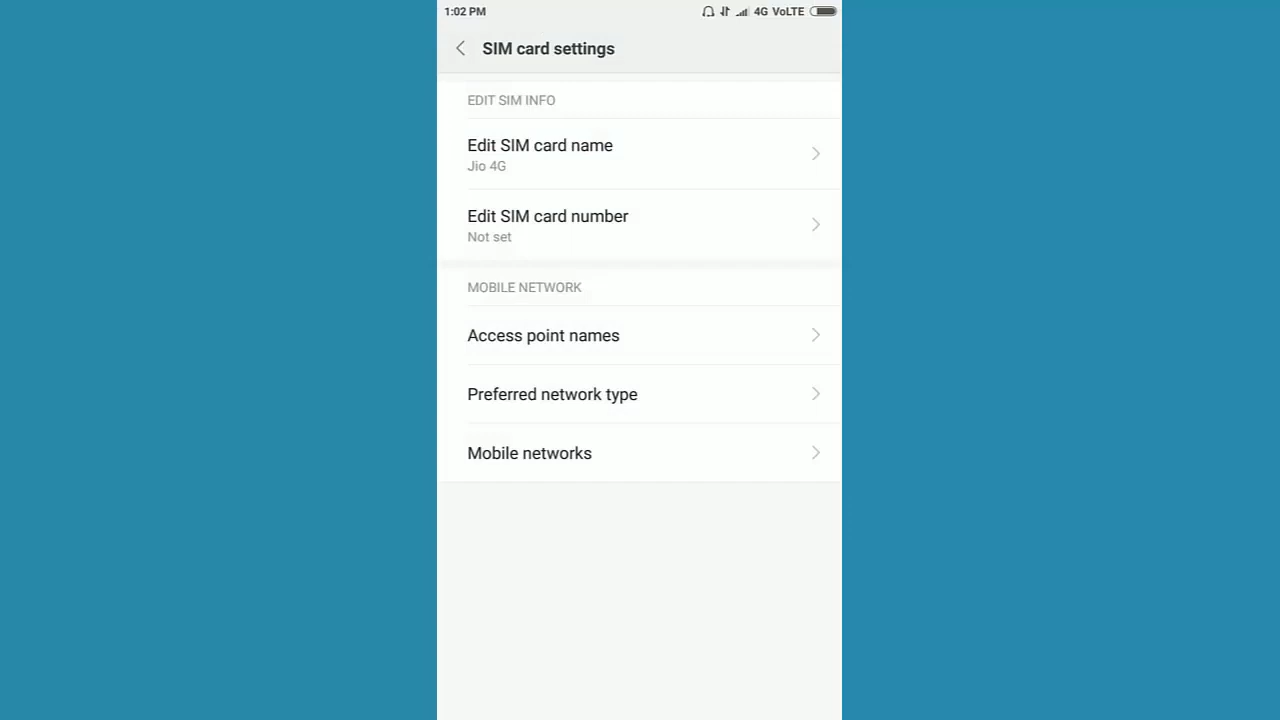 1:02 PM 4G VoLTE
SIM card settings
EDIT SIM INFO
Edit SIM card name
Jio 4G
Edit SIM card number
Not set
MOBILE NETWORK
Access point names
Preferred network type
Mobile networks